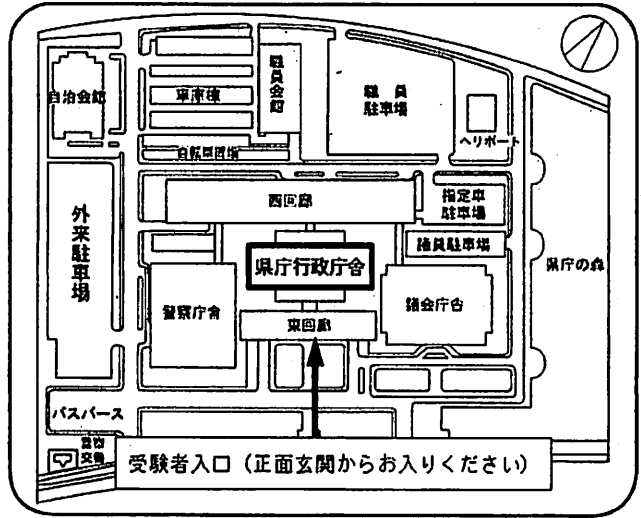 自治会館
車庫棟
職員会館
職員
駐車場
ヘリポート
自転車置場
西回廊
指定車
駐車場
議員駐車場
外来駐車場
県庁行政庁舎
県庁の森
警察庁舎
議会庁舎
東回廊
バスバース
警察
交番
受験者入口（正面玄関からお入りください）